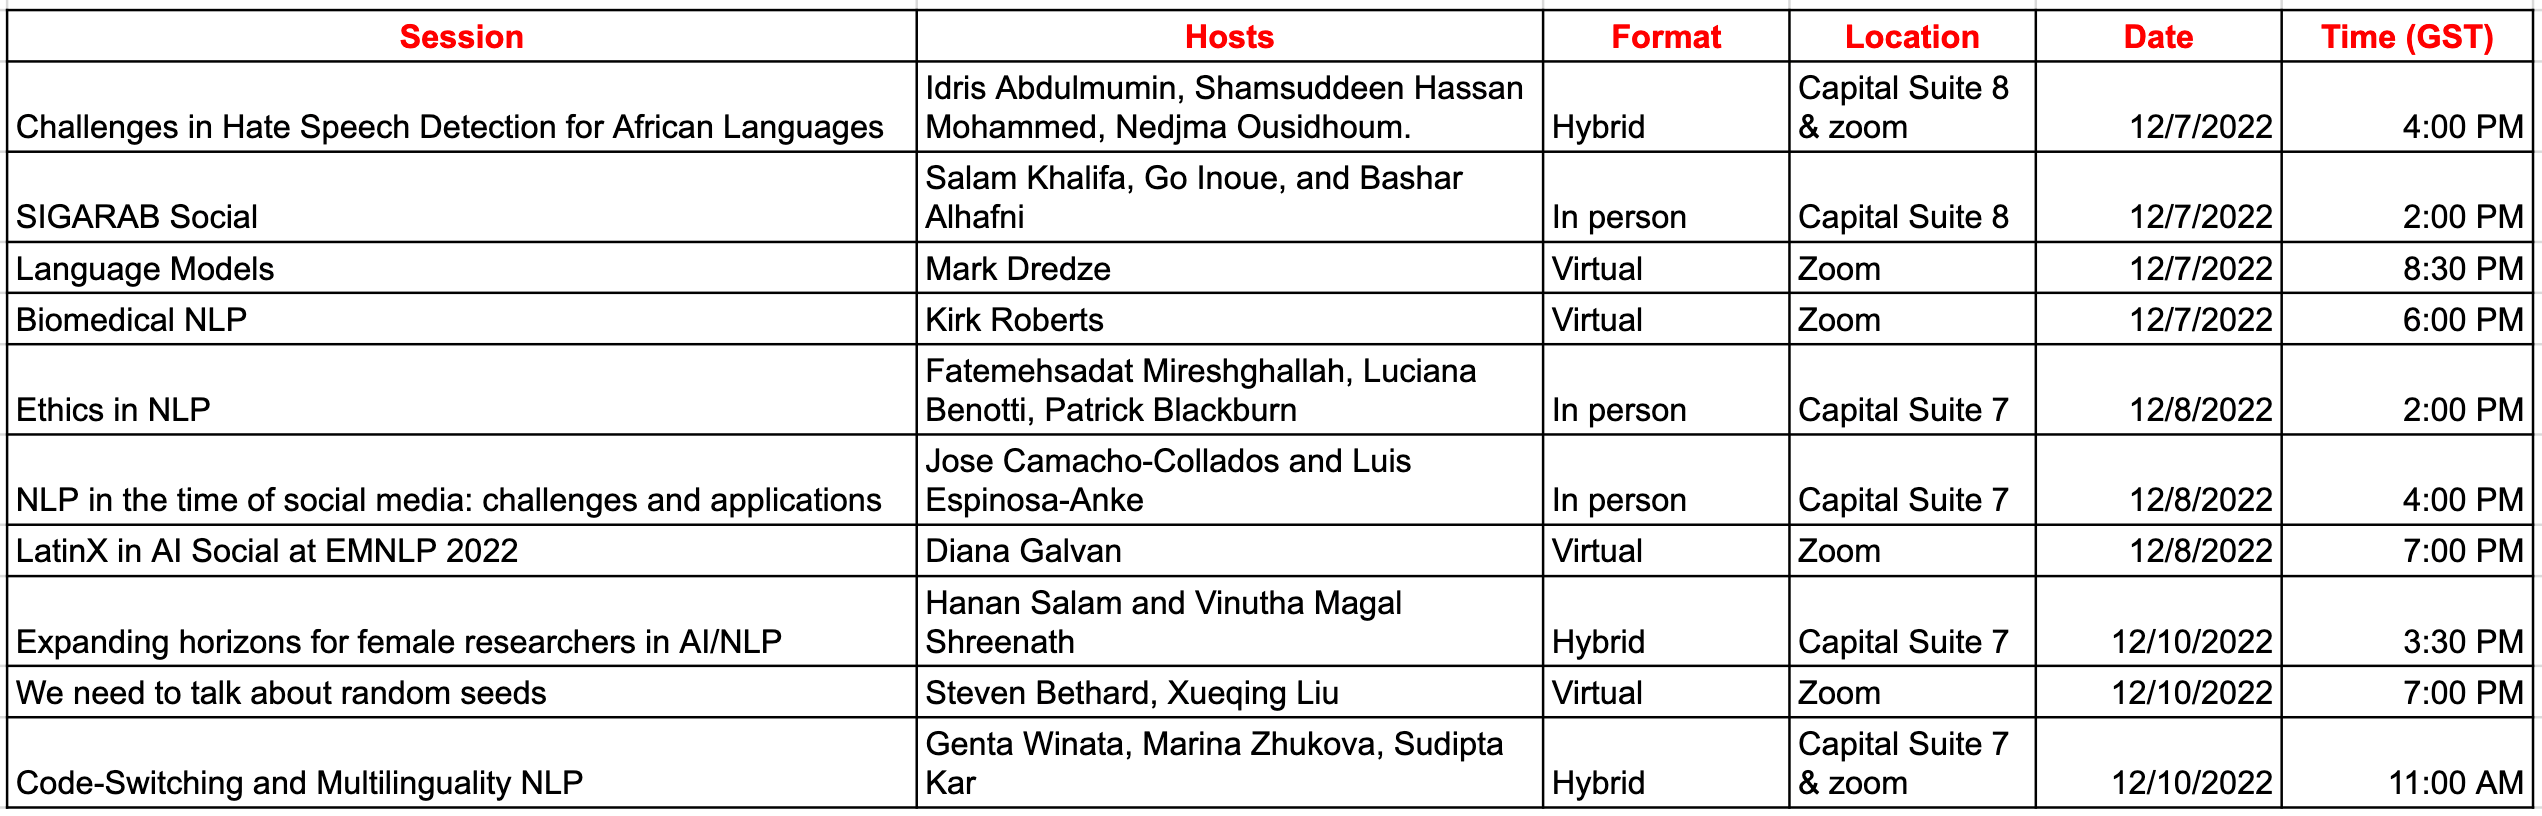 Session Hosts Format Location Date Time (GST)
Idris Abdulmumin, Shamsuddeen Hassan Capital Suite 8
Challenges in Hate Speech Detection for African Languages Mohammed, Nedjma Ousidhoum. Hybrid & zoom 12/7/2022 4:00 PM
Salam Khalifa, Go Inoue, and Bashar
SIGARAB Social Alhafni In person Capital Suite 8 12/7/2022 2:00 PM
Language Models Mark Dredze Virtual Zoom 12/7/2022 8:30 PM
Biomedical NLP Kirk Roberts Virtual Zoom 12/7/2022 6:00 PM
Fatemehsadat Mireshghallah, Luciana
Ethics in NLP Benotti, Patrick Blackburn In person Capital Suite 7 12/8/2022 2:00 PM
Jose Camacho-Collados and Luis
NLP in the time of social media: challenges and applications Espinosa-Anke In person Capital Suite 7 12/8/2022 4:00 PM
LatinX in AI Social at EMNLP 2022 Diana Galvan Virtual Zoom 12/8/2022 7:00 PM
Hanan Salam and Vinutha Magal
Expanding horizons for female researchers in AI/NLP Shreenath Hybrid Capital Suite 7 12/10/2022 3:30 PM
We need to talk about random seeds Steven Bethard, Xueqing Liu Virtual Zoom 12/10/2022 7:00 PM
Genta Winata, Marina Zhukova, Sudipta Capital Suite 7
Code-Switching and Multilinguality NLP Kar Hybrid & zoom 12/10/2022 11:00 AM